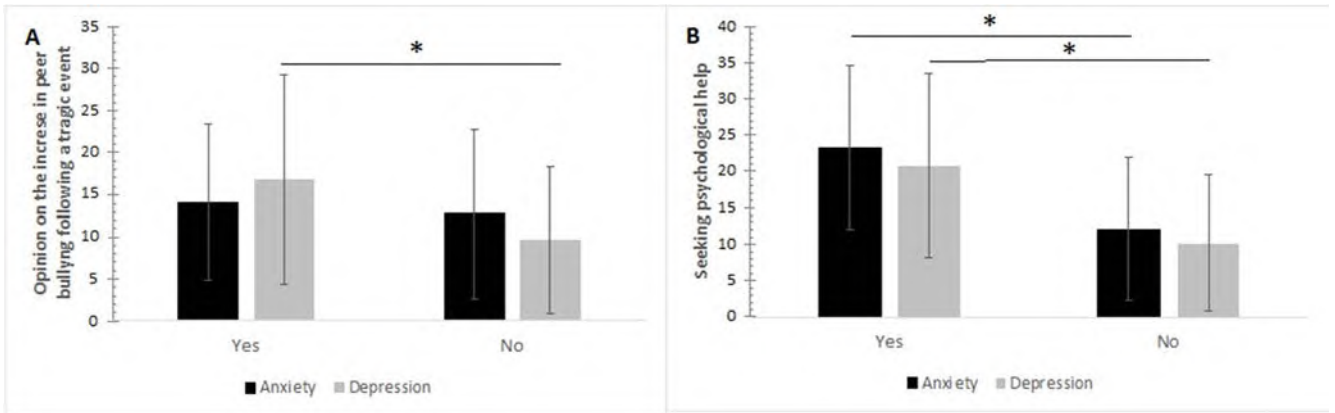 A
Opinion on the increse in peer
bullyng following a tragic event
35
30
25
20
15
10
5
0
*
Yes
No
Anxiety
Depression
B
Seeking psychological help
40
35
30
25
20
15
10
5
0
*
*
Yes
No
Anxiety
Depression